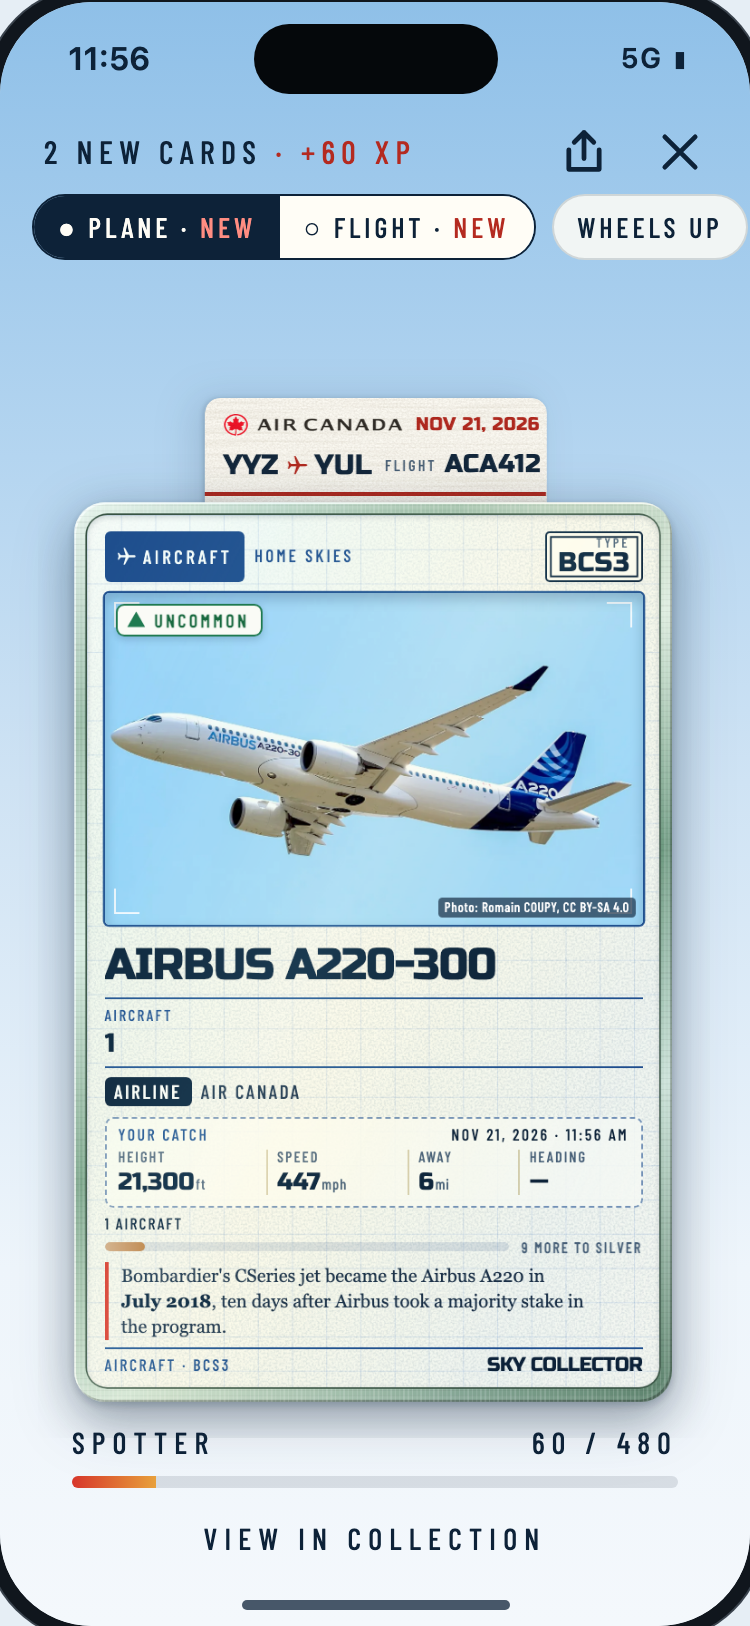 11:56
5G
2 NEW CARDS · +60 XP
PLANE · NEW
FLIGHT · NEW
WHEELS UP
AIR CANADA NOV 21, 2026
YYZ YUL FLIGHT ACA412
AIRCRAFT HOME SKIES
TYPE
BCS3
UNCOMMON
AIRBUS A220-30
A220
Photo: Romain COUPY, CC BY-SA 4.0
AIRBUS A220-300
AIRCRAFT
1
AIRLINE AIR CANADA
YOUR CATCH NOV 21, 2026 · 11:56 AM
HEIGHT SPEED AWAY HEADING
21,300ft 447mph 6mi —
1 AIRCRAFT
9 MORE TO SILVER
Bombardier's CSeries jet became the Airbus A220 in
July 2018, ten days after Airbus took a majority stake in
the program.
AIRCRAFT · BCS3 SKY COLLECTOR
SPOTTER 60 / 480
VIEW IN COLLECTION